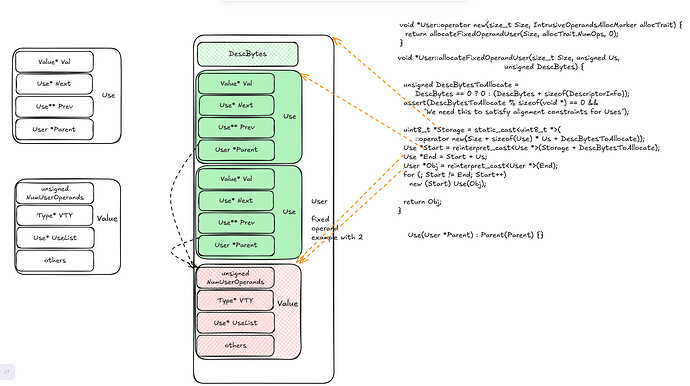 Value* Val
Use* Next
Use** Prev
User *Parent
Use
unsigned
NumUserOperands
Type* VTY
Use* UseList
others
Value
DescBytes
Value* Val
Use* Next
Use** Prev
User *Parent
Use
Value* Val
Use* Next
Use** Prev
User *Parent
Use
unsigned
NumUserOperands
Type* VTY
Use* UseList
others
Value
User
fixed
operand
example with 2
void *User::operator new(size_t Size, IntrusiveOperandsAllocMarker allocTrait) {
return allocateFixedOperandUser(Size, allocTrait.NumOps, 0);
}
void *User::allocateFixedOperandUser(size_t Size, unsigned Us,
unsigned DescBytes) {
unsigned DescBytesToAllocate =
DescBytes == 0 ? 0 : (DescBytes + sizeof(DescriptorInfo));
assert(DescBytesToAllocate % sizeof(void *) == 0 &&
"We need this to satisfy alignment constraints for Uses");
uint8_t *Storage = static_cast<uint8_t *>(
::operator new(Size + sizeof(Use) * Us + DescBytesToAllocate));
Use *Start = reinterpret_cast<Use *>(Storage + DescBytesToAllocate);
Use *End = Start + Us;
User *Obj = reinterpret_cast<User *>(End);
for (; Start != End; Start++)
new (Start) Use(Obj);
return Obj;
}
Use(User *Parent) : Parent(Parent) {}